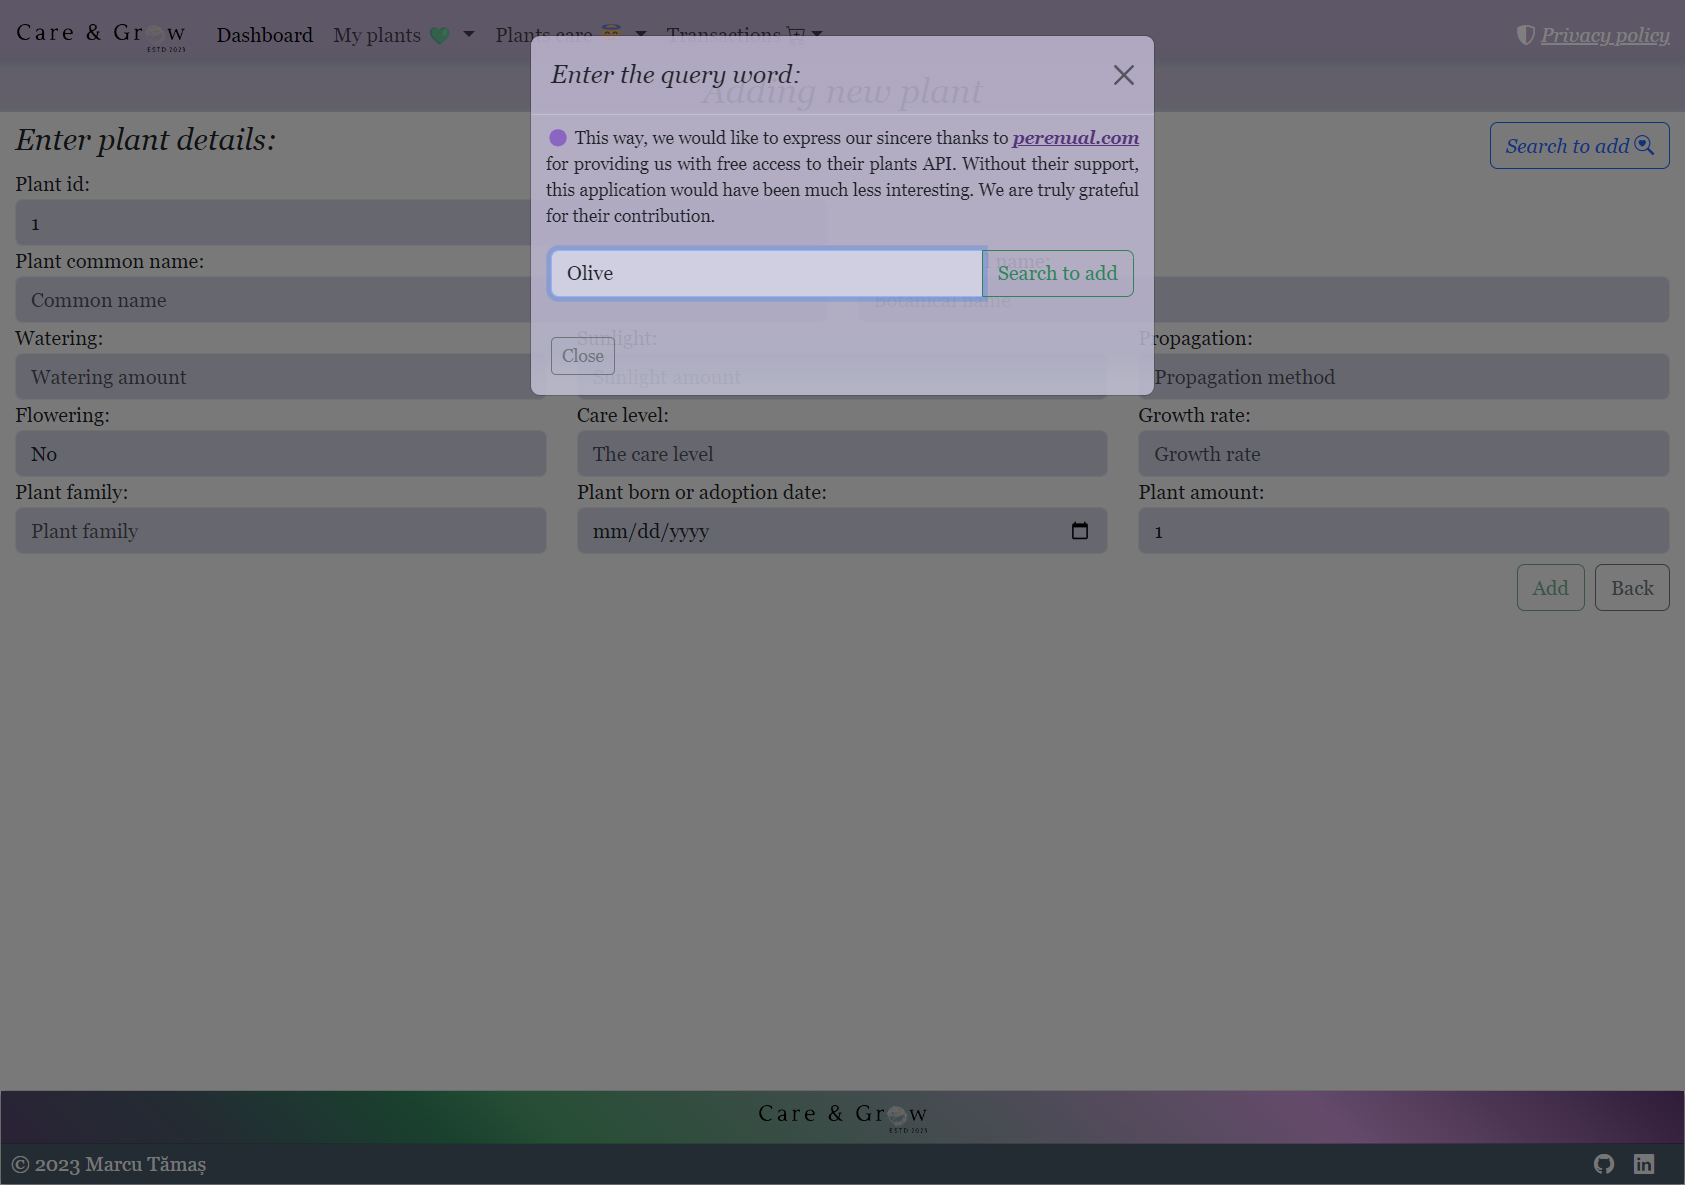 Care & Grow
ESTD 2023
Dashboard
My plants
Plants care
Transactions
Privacy policy
Adding new plant
Enter the query word:
This way, we would like to express our sincere thanks to perenual.com
for providing us with free access to their plants API. Without their support,
this application would have been much less interesting. We are truly grateful
for their contribution.
Olive
Search to add
Close
Enter plant details:
Search to add
Plant id:
1
Plant common name:
name:
Common name
Botanical name
Watering:
Sunlight:
Propagation:
Watering amount
Sunlight amount
Propagation method
Flowering:
Care level:
Growth rate:
No
The care level
Growth rate
Plant family:
Plant born or adoption date:
Plant amount:
Plant family
mm/dd/yyyy
1
Add
Back
Care & Grow
ESTD 2023
© 2023 Marcu Tămaș